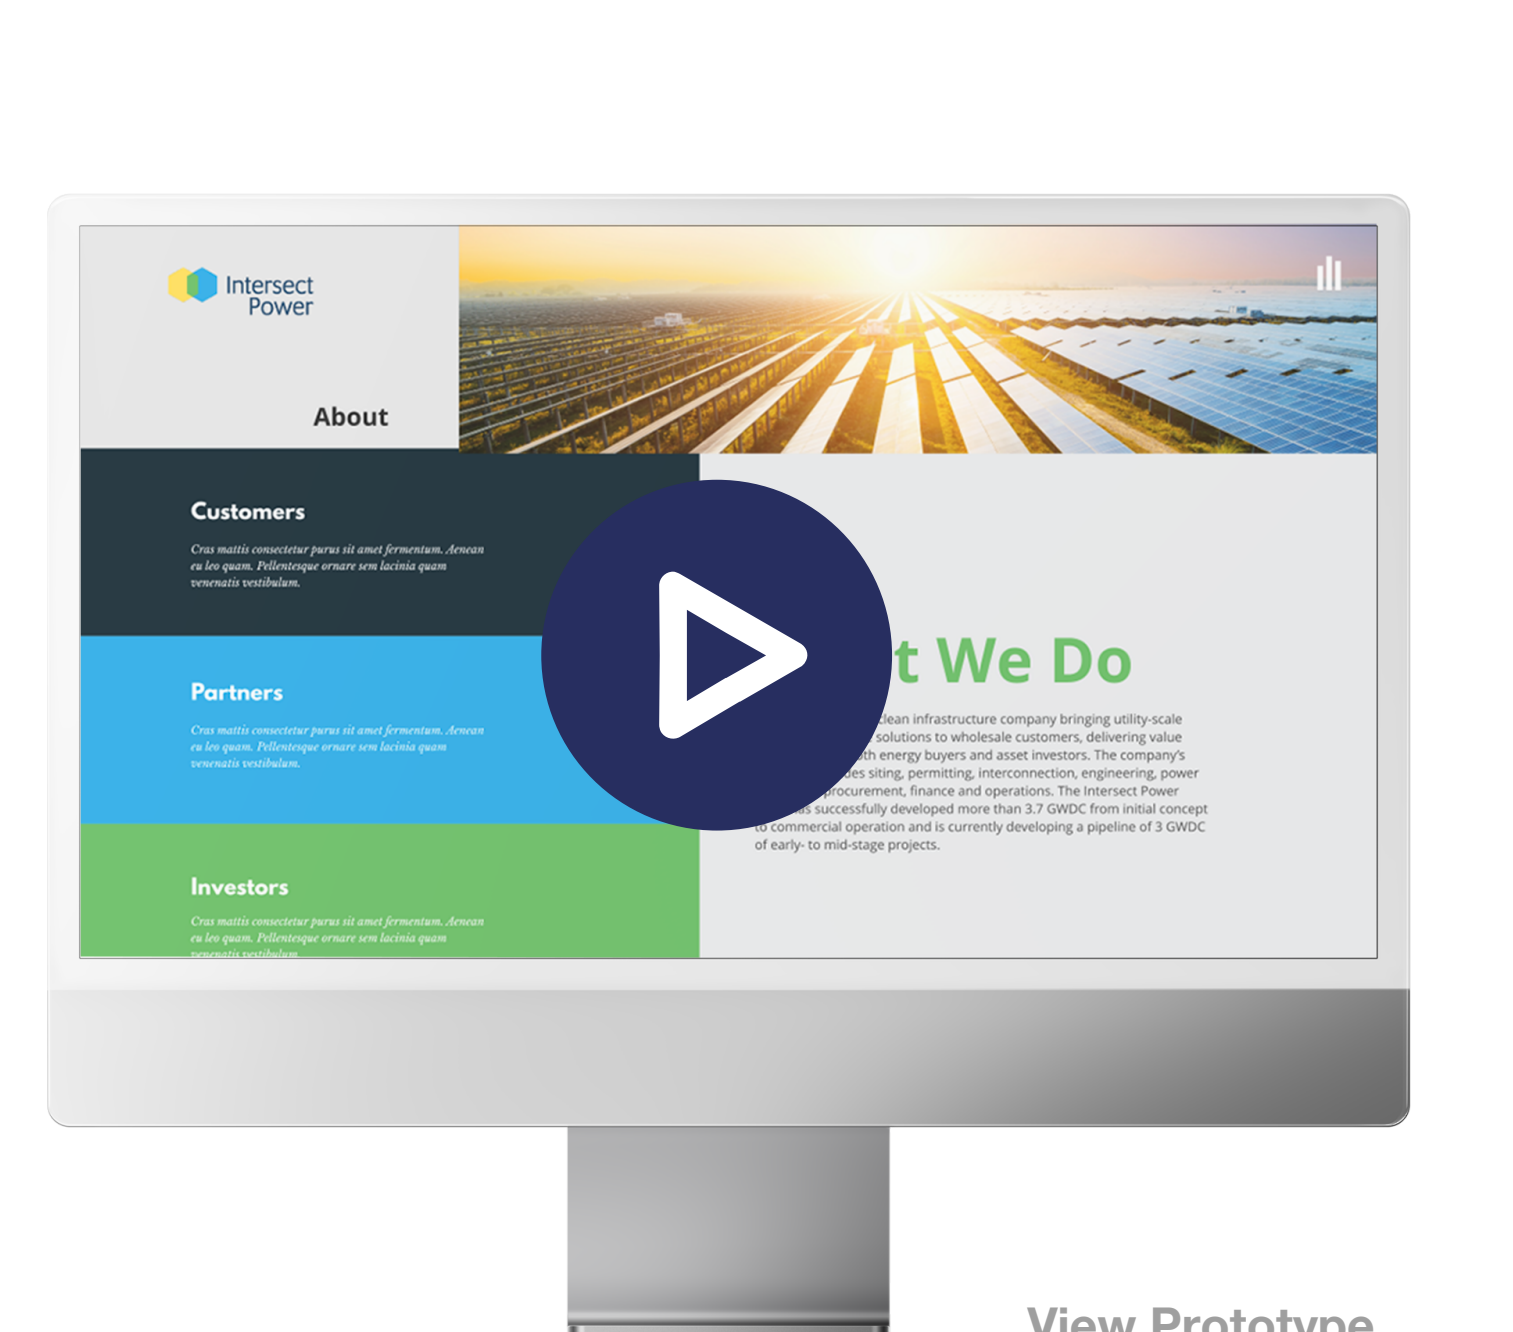 Intersect
Power
About
Customers
Cras mattis consectetur purus sit amet fermentum. Aenean
eu leo quam. Pellentesque ornare sem lacinia quam
venenatis vestibulum.
Partners
Cras mattis consectetur purus sit amet fermentum. Aenean
eu leo quam. Pellentesque ornare sem lacinia quam
venenatis vestibulum.
Investors
Cras mattis consectetur purus sit amet fermentum. Aenean
eu leo quam. Pellentesque ornare sem lacinia quam
venenatis vestibulum.
t We Do
clean infrastructure company bringing utility-scale
solutions to wholesale customers, delivering value
energy buyers and asset investors. The company's
siting, permitting, interconnection, engineering, power
procurement, finance and operations. The Intersect Power
successfully developed more than 3.7 GWDC from initial concept
to commercial operation and is currently developing a pipeline of 3 GWDC
of early- to mid-stage projects.
View Prototype